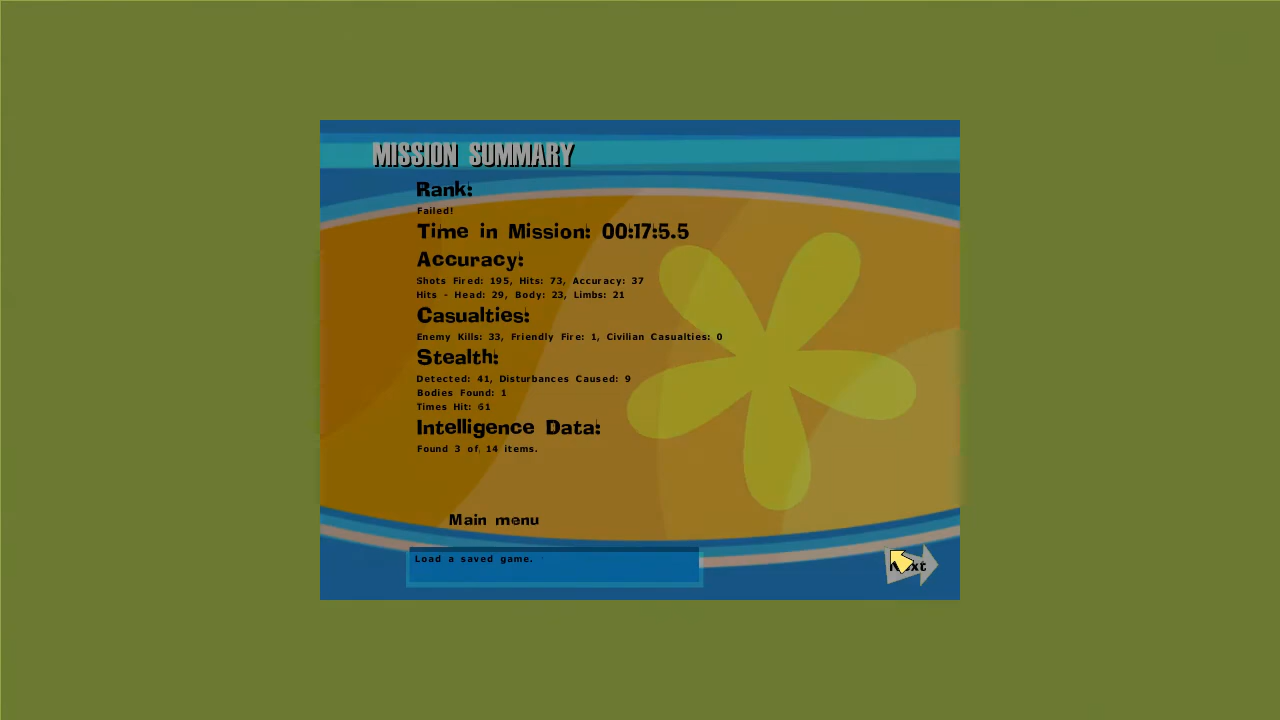 MISSION SUMMARY
Rank:
Failed!
Time in Mission: 00:17:5.5
Accuracy:
Shots Fired: 195, Hits: 73, Accuracy: 37
Hits - Head: 29, Body: 23, Limbs: 21
Casualties:
Enemy Kills: 33, Friendly Fire: 1, Civilian Casualties: 0
Stealth:
Detected: 41, Disturbances Caused: 9
Bodies Found: 1
Times Hit: 61
Intelligence Data:
Found 3 of 14 items.
Main menu
Load a saved game.
Next